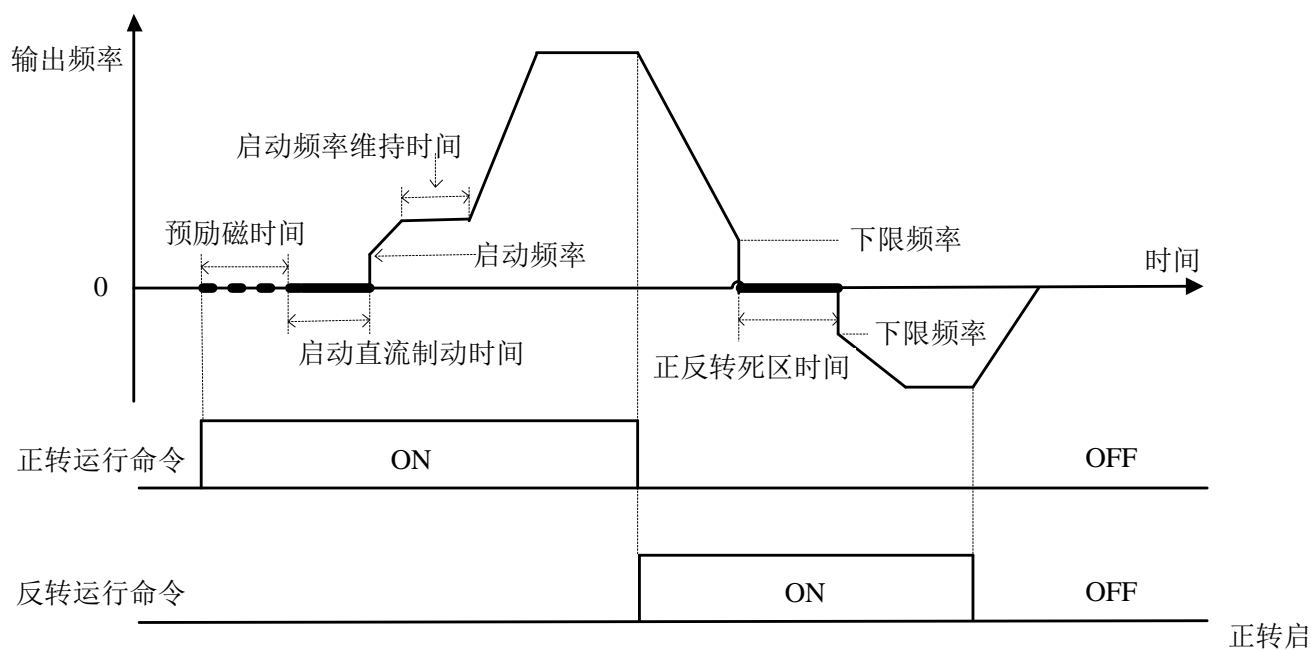 输出频率
启动频率维持时间
预励磁时间
启动频率
下限频率
时间
0
启动直流制动时间
正反转死区时间
下限频率
正转运行命令
ON
OFF
反转运行命令
ON
OFF
正转启